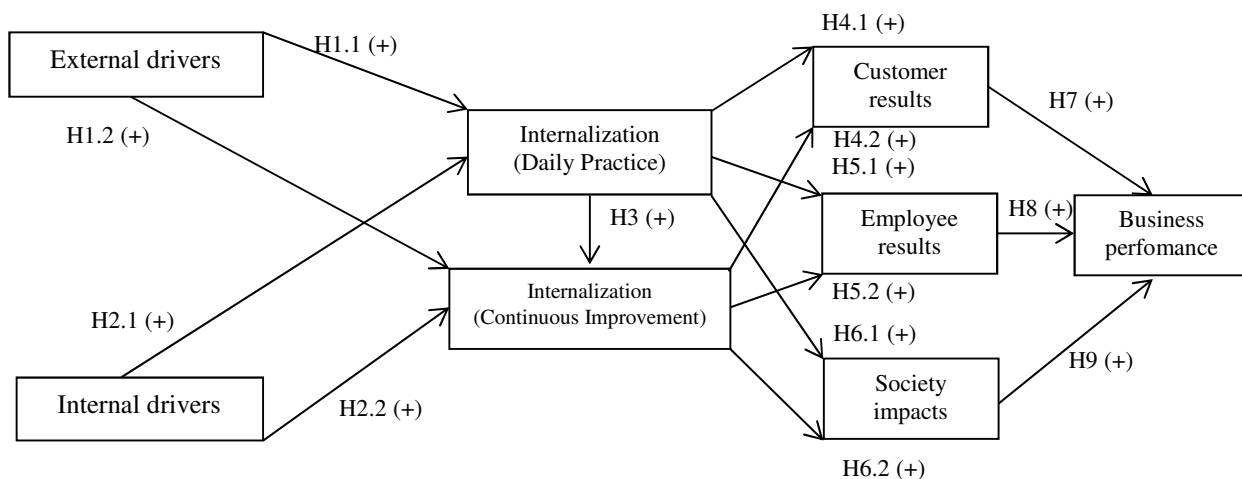 H4.1 (+)
External drivers
H1.1 (+)
Customer
results
H7 (+)
H1.2 (+)
Internalization
(Daily Practice)
H4.2 (+)
H5.1 (+)
H3 (+)
Employee
results
H8 (+)
Business
perfomance
Internalization
(Continuous Improvement)
H5.2 (+)
H2.1 (+)
H6.1 (+)
Internal drivers
H2.2 (+)
Society
impacts
H9 (+)
H6.2 (+)